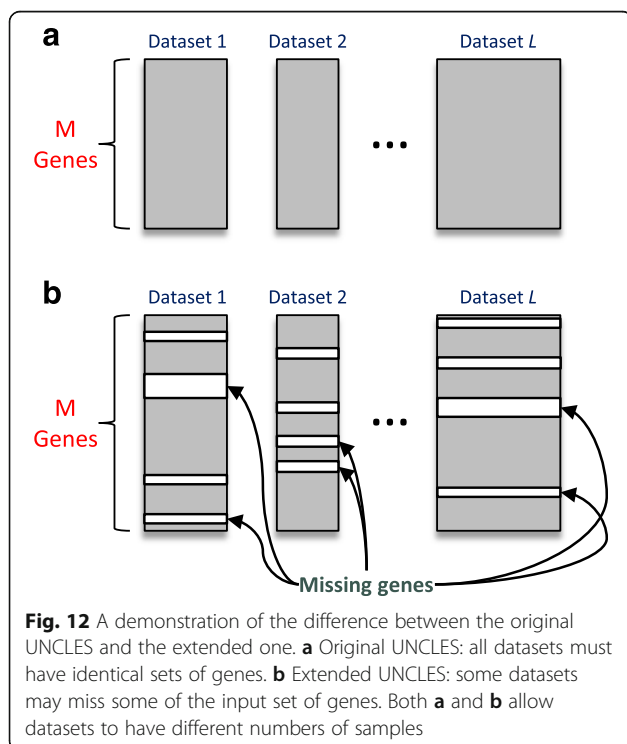 a
Dataset 1 Dataset 2 Dataset L
M
Genes
...
b
Dataset 1 Dataset 2 Dataset L
M
Genes
...
Missing genes
Fig. 12 A demonstration of the difference between the original
UNCLES and the extended one. a Original UNCLES: all datasets must
have identical sets of genes. b Extended UNCLES: some datasets
may miss some of the input set of genes. Both a and b allow
datasets to have different numbers of samples